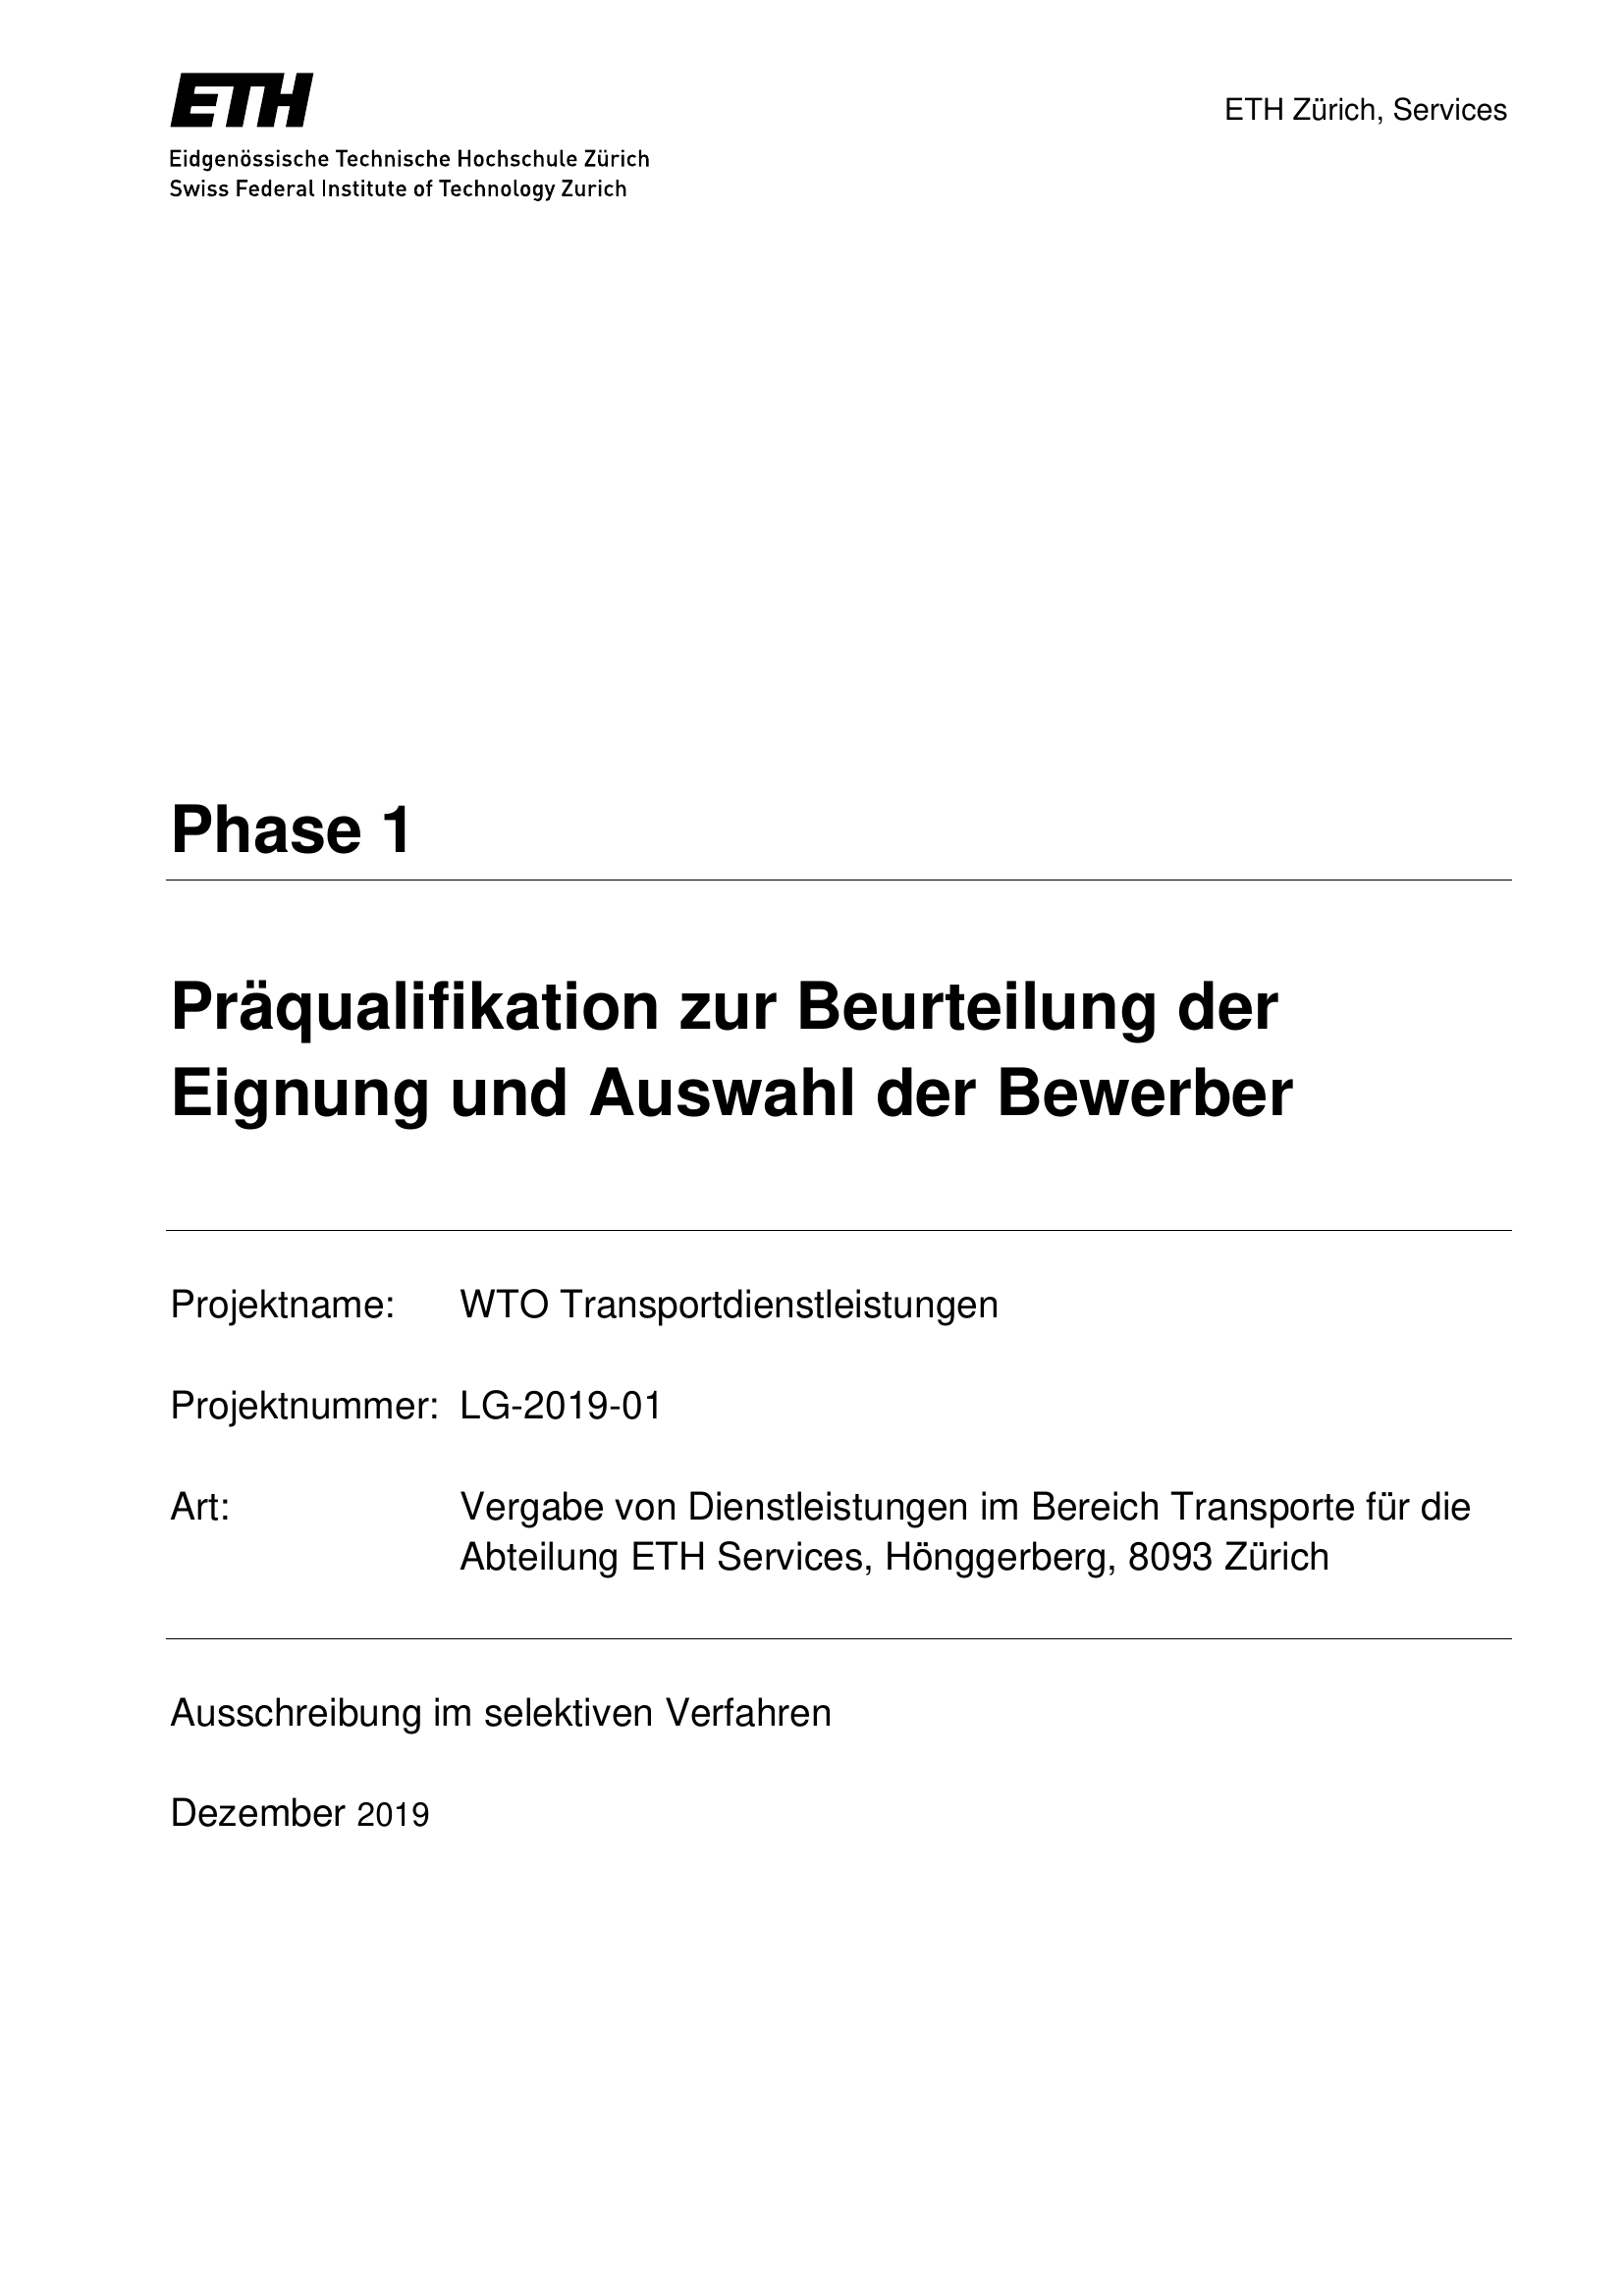 ETH
ETH Zürich, Services
Eidgenössische Technische Hochschule Zürich
Swiss Federal Institute of Technology Zurich
Phase 1
Präqualifikation zur Beurteilung der
Eignung und Auswahl der Bewerber
Projektname: WTO Transportdienstleistungen
Projektnummer: LG-2019-01
Art: Vergabe von Dienstleistungen im Bereich Transporte für die
Abteilung ETH Services, Hönggerberg, 8093 Zürich
Ausschreibung im selektiven Verfahren
Dezember 2019